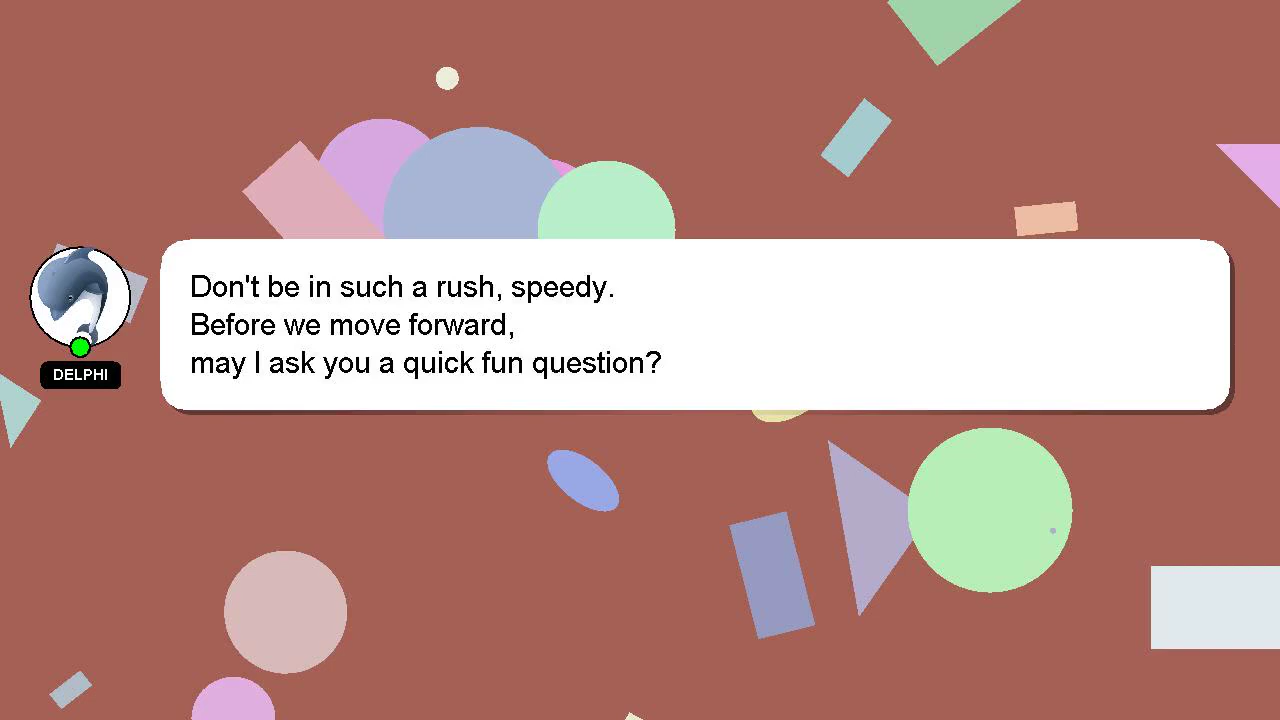 Don't be in such a rush, speedy.
Before we move forward,
may I ask you a quick fun question?
DELPHI